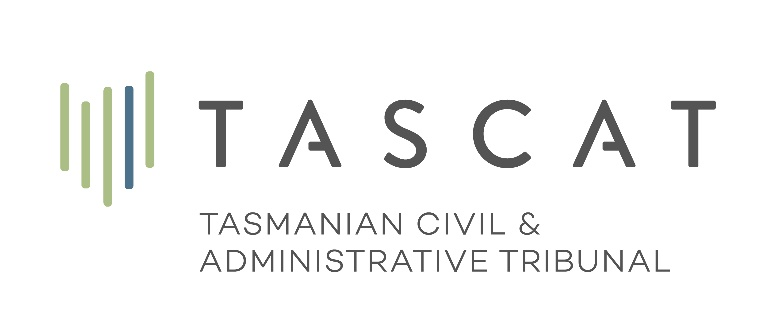 TASCAT
TASMANIAN CIVIL &
ADMINISTRATIVE TRIBUNAL